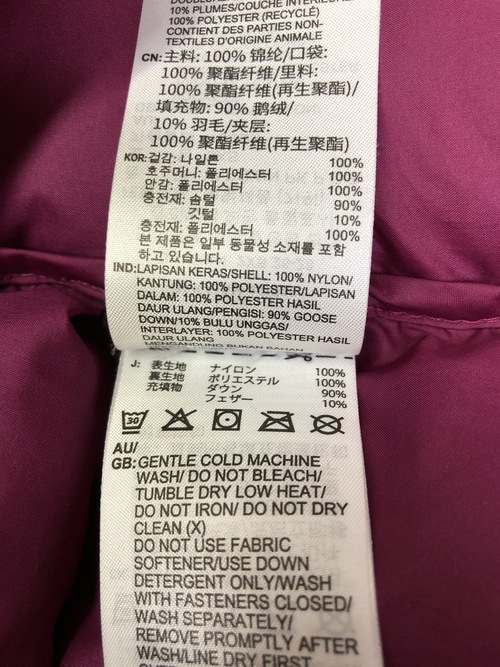 10% PLUMES/COUCHE INTÉRIEURE:
100% POLYESTER (RECYCLÉ)
CONTIENT DES PARTIES NON-
TEXTILES D'ORIGINE ANIMALE
CN:主料: 100% 锦纶/口袋:
100% 聚酯纤维/里料:
100% 聚酯纤维(再生聚酯)/
填充物: 90% 鹅绒/
10% 羽毛/夹层:
100% 聚酯纤维(再生聚酯)
KOR:겉감: 나일론 100%
호주머니: 폴리에스터 100%
안감: 폴리에스터 100%
충전재: 솜털 90%
깃털 10%
충전재: 폴리에스터 100%
본 제품은 일부 동물성 소재를 포함
하고 있습니다.
IND:LAPISAN KERAS/SHELL: 100% NYLON/
KANTUNG: 100% POLYESTER/LAPISAN
DALAM: 100% POLYESTER HASIL
DAUR ULANG/PENGISI: 90% GOOSE
DOWN/10% BULU UNGGAS/
INTERLAYER: 100% POLYESTER HASIL
DAUR ULANG
MENGANDUNG BUKAN BAHAN
J: 表生地 ナイロン 100%
裏生地 ポリエステル 100%
充填物 ダウン 90%
フェザー 10%
30
AU/
GB:GENTLE COLD MACHINE
WASH/ DO NOT BLEACH/
TUMBLE DRY LOW HEAT/
DO NOT IRON/ DO NOT DRY
CLEAN (X)
DO NOT USE FABRIC
SOFTENER/USE DOWN
DETERGENT ONLY/WASH
WITH FASTENERS CLOSED/
WASH SEPARATELY/
REMOVE PROMPTLY AFTER
WASH/LINE DRY FIRST